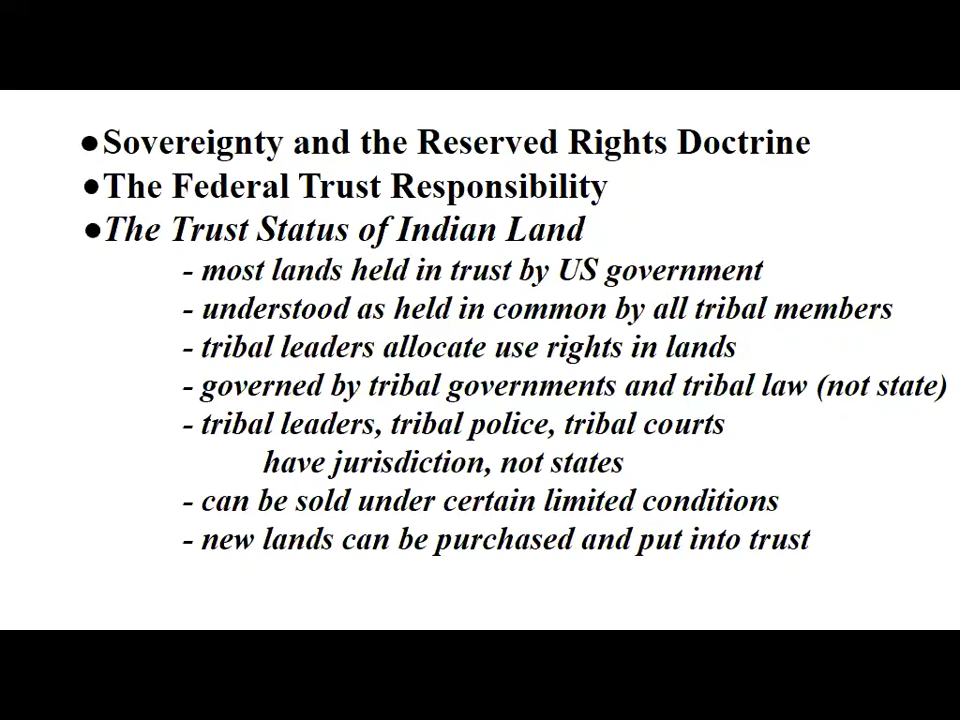 ●Sovereignty and the Reserved Rights Doctrine
●The Federal Trust Responsibility
●The Trust Status of Indian Land
- most lands held in trust by US government
- understood as held in common by all tribal members
- tribal leaders allocate use rights in lands
- governed by tribal governments and tribal law (not state)
- tribal leaders, tribal police, tribal courts
have jurisdiction, not states
- can be sold under certain limited conditions
- new lands can be purchased and put into trust